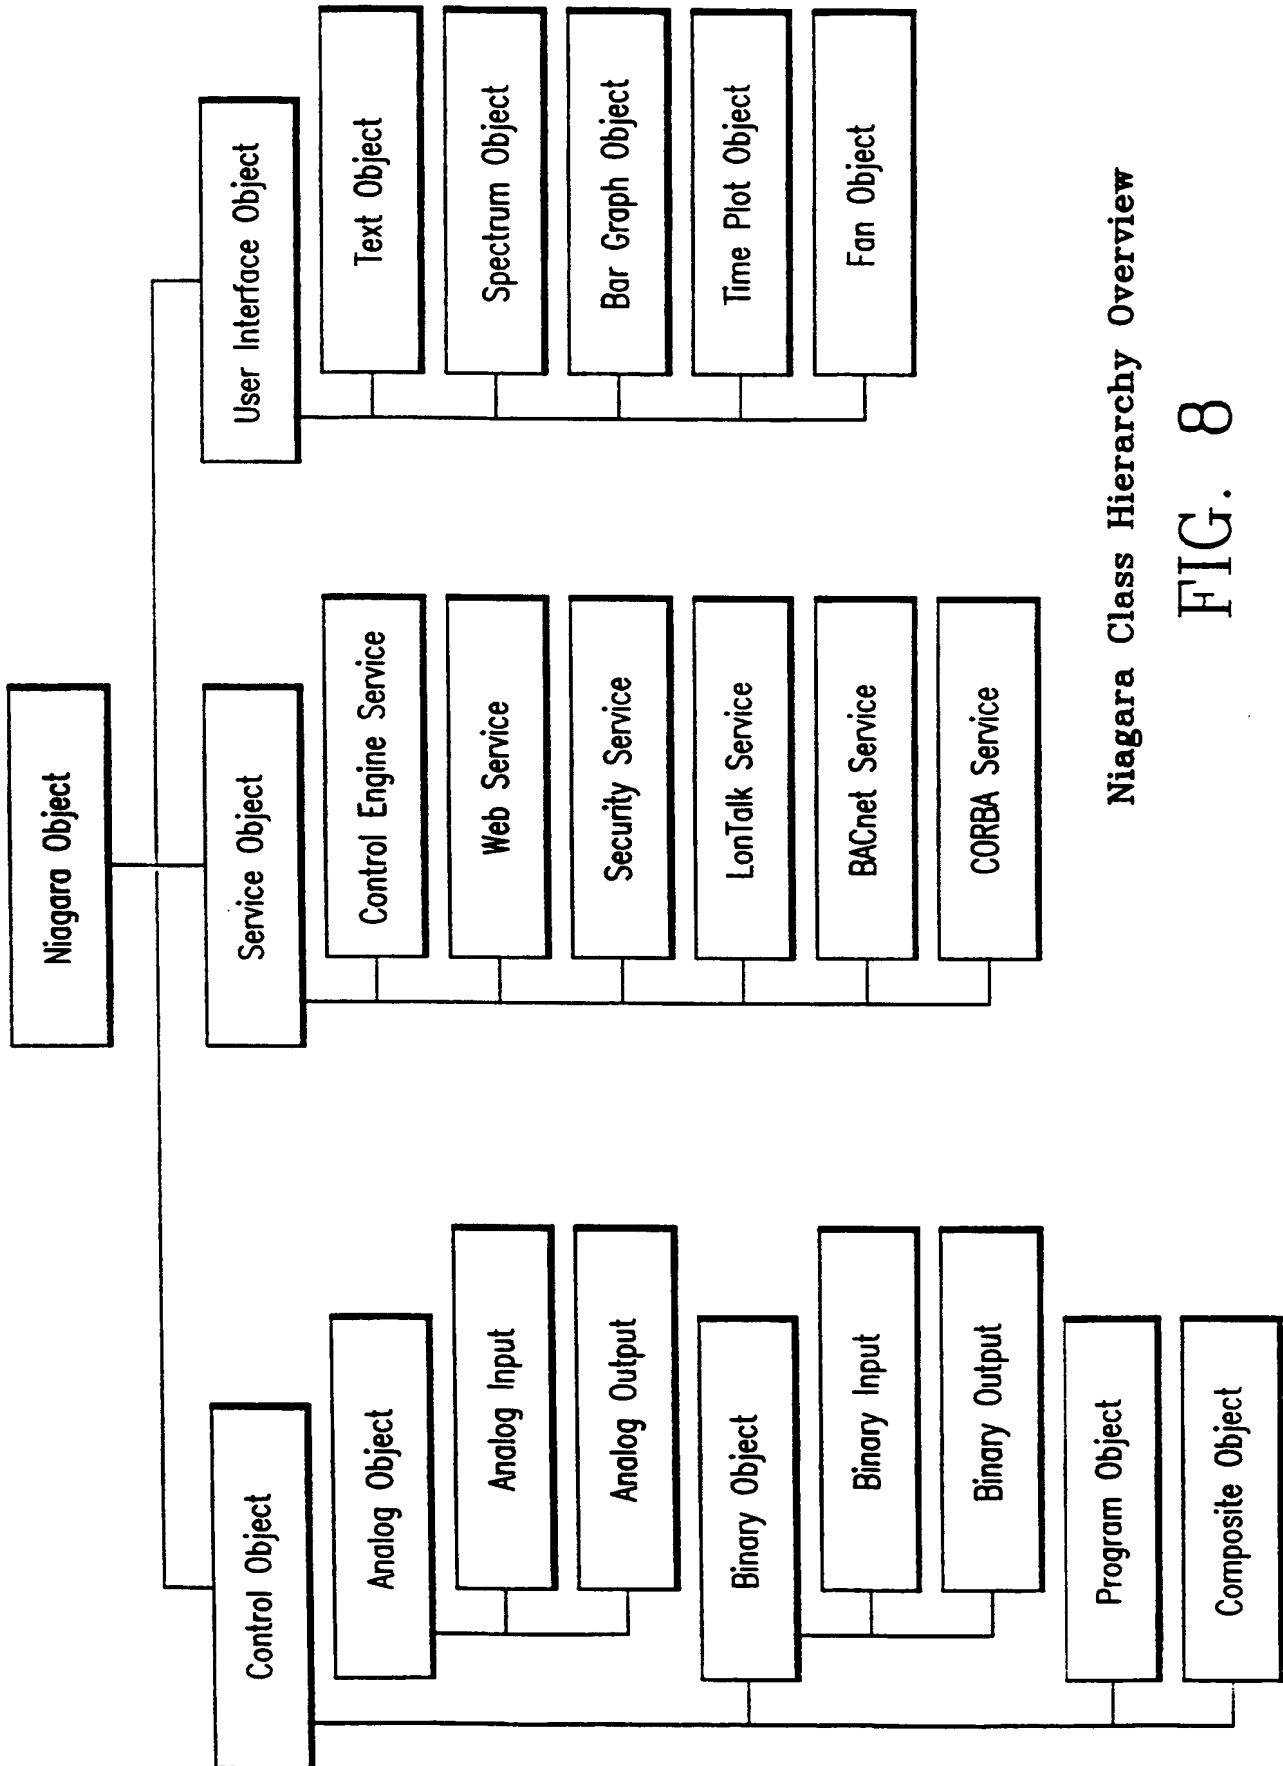 Niagara Object
Control Object
Analog Object
Analog Input
Analog Output
Binary Object
Binary Input
Binary Output
Program Object
Composite Object
Service Object
Control Engine Service
Web Service
Security Service
LonTalk Service
BACnet Service
CORBA Service
User Interface Object
Text Object
Spectrum Object
Bar Graph Object
Time Plot Object
Fan Object
Niagara Class Hierarchy Overview
FIG. 8